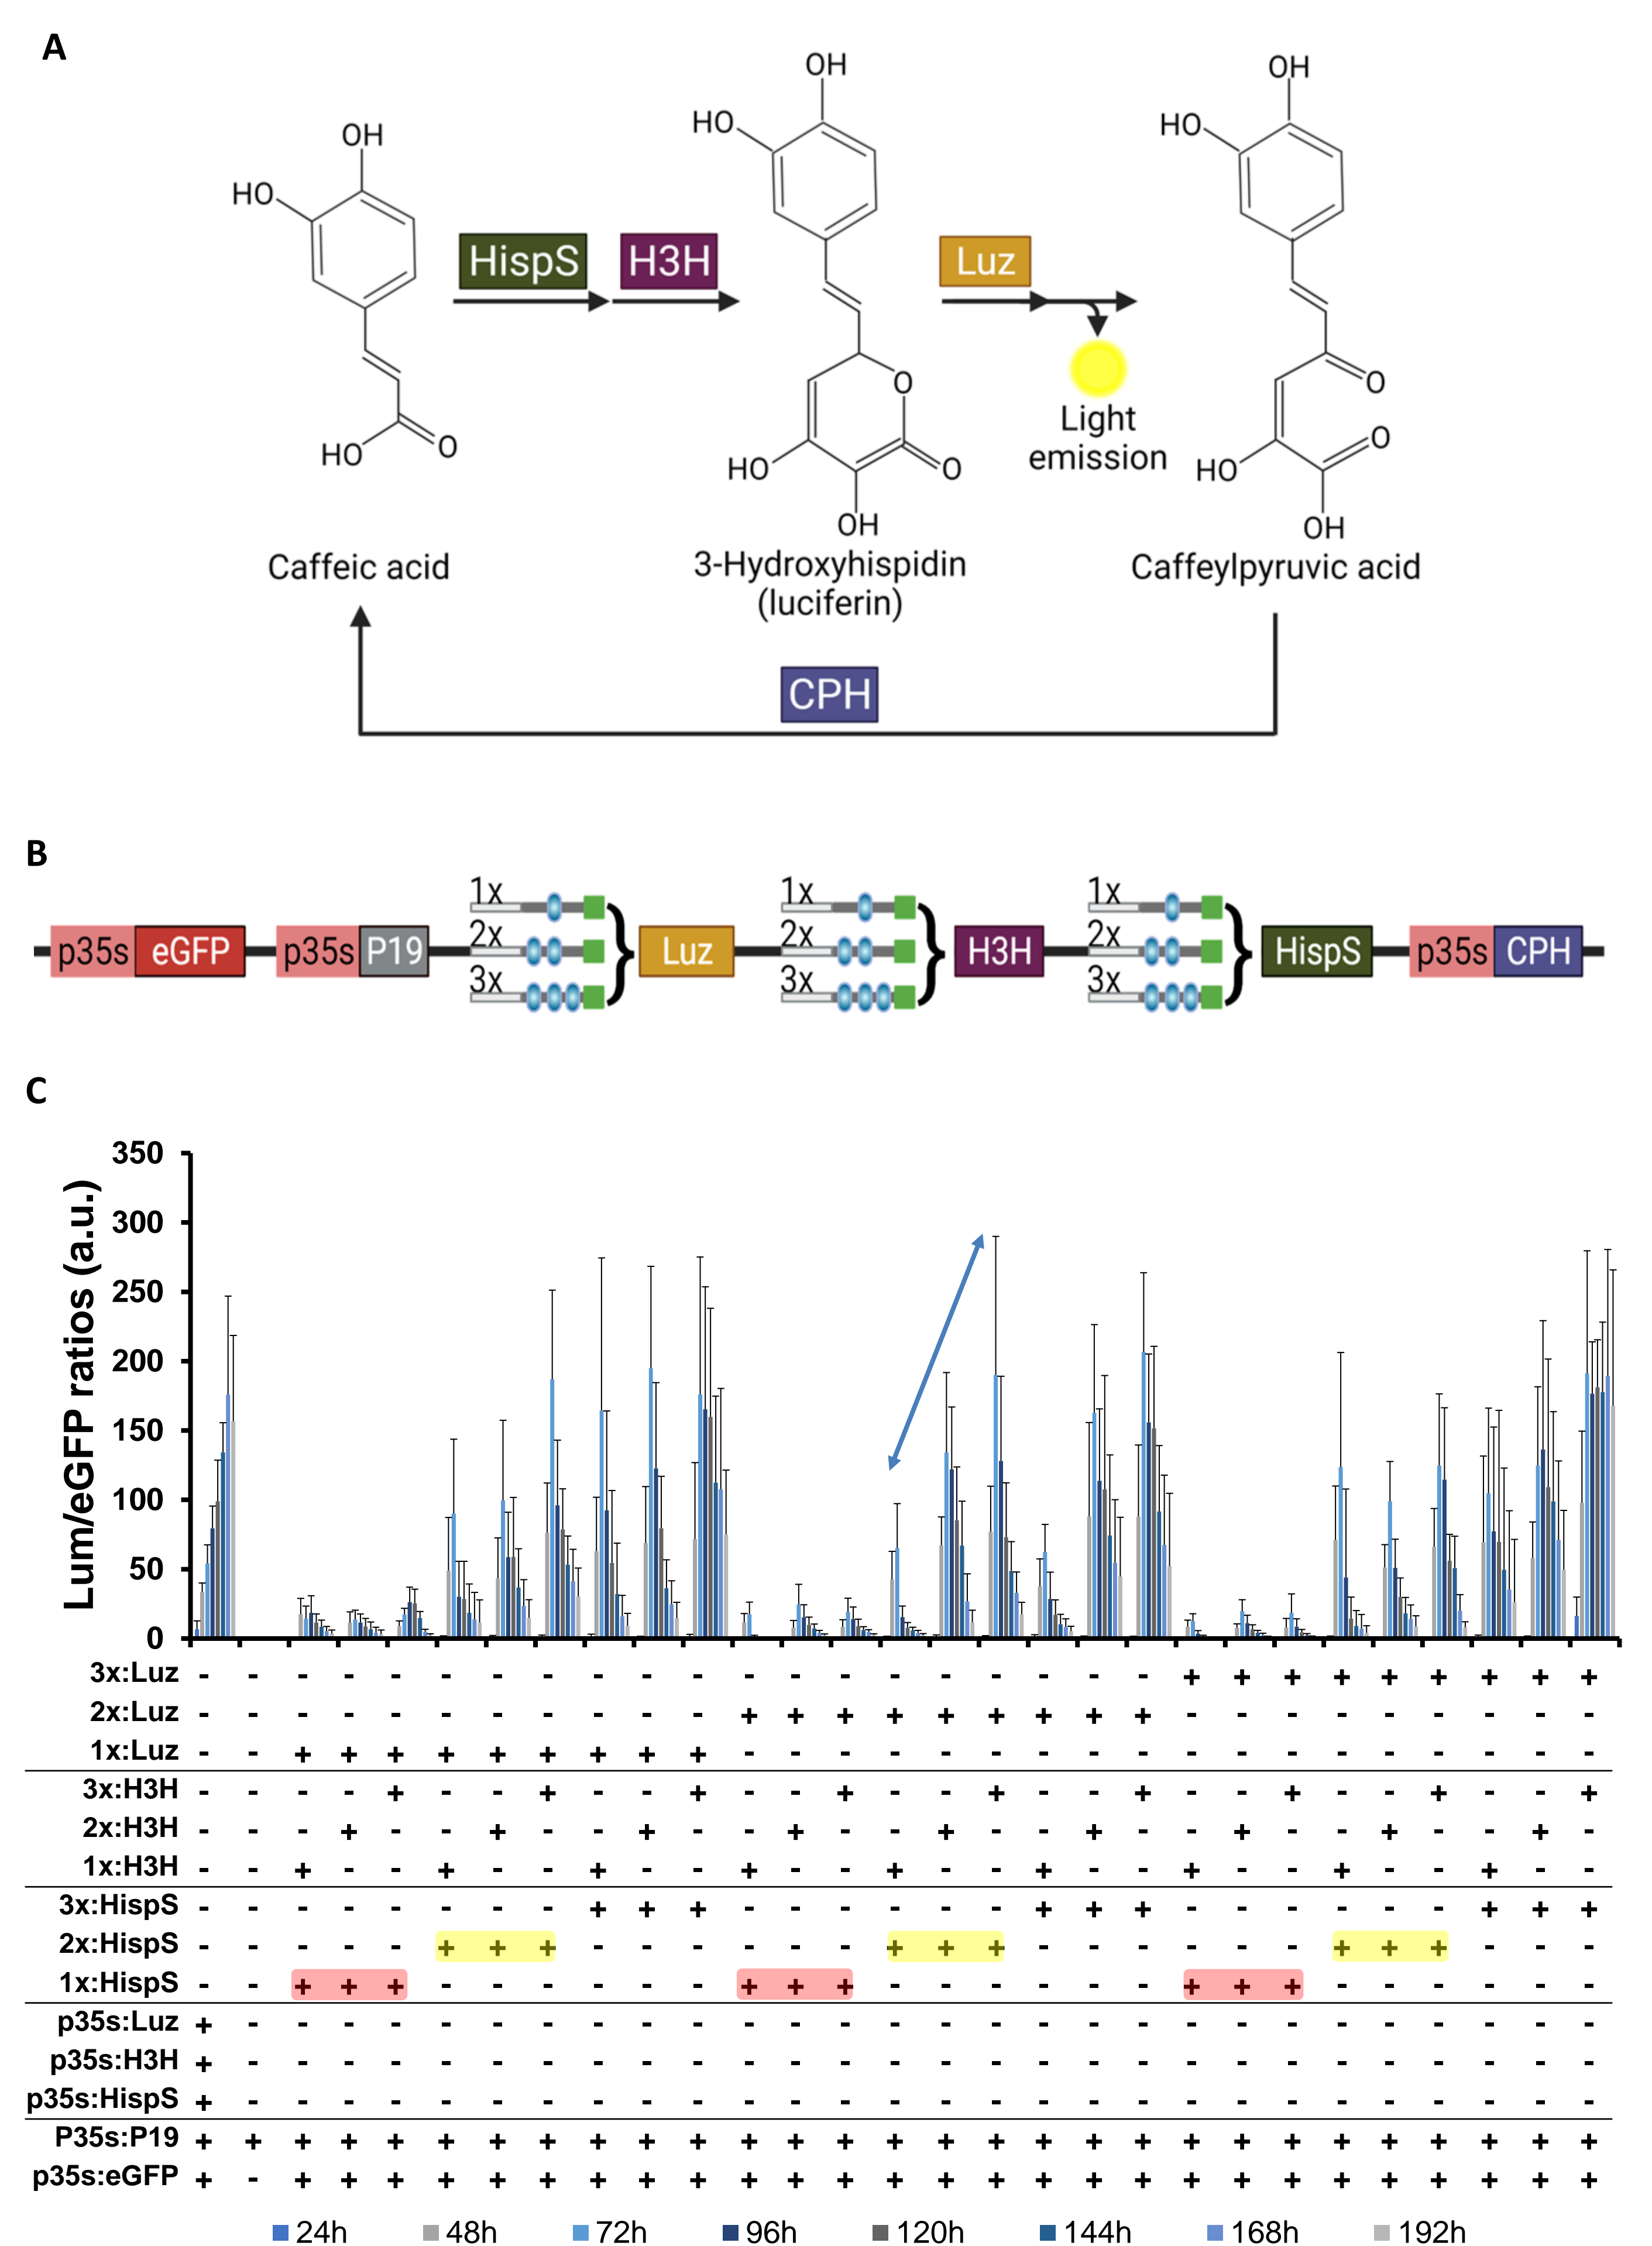 A
OH
HO
HO
O
HispS
H3H
OH
HO
O
HO
O
OH
Luz
Light
emission
OH
HO
O
O
HO
OH
Caffeic acid
3-Hydroxyhispidin
(luciferin)
Caffeylpyruvic acid
CPH
B
p35s eGFP p35s P19 1x 2x 3x Luz 1x 2x 3x H3H 1x 2x 3x HispS p35s CPH
C
Lum/eGFP ratios (a.u.)
350
300
250
200
150
100
50
0
3x:Luz - - - - - - - - - - - - - - - - - - - - + + + + + + + + +
2x:Luz - - - - - - - - - - - + + + + + + + + + - - - - - - - - -
1x:Luz - - + + + + + + + + + - - - - - - - - - - - - - - - - - -
3x:H3H - - - - + - - + - - + - - + - - + - - + - - + - - + - - +
2x:H3H - - - + - - + - - + - - + - - + - - + - - + - - + - - + -
1x:H3H - - + - - + - - + - - + - - + - - + - - + - - + - - + - -
3x:HispS - - - - - - - - + + + - - - - - - + + + - - - - - - + + +
2x:HispS - - - - - + + + - - - - - - + + + - - - - - - + + + - - -
1x:HispS - - + + + - - - - - - + + + - - - - - - + + + - - - - - -
p35s:Luz + - - - - - - - - - - - - - - - - - - - - - - - - - - - -
p35s:H3H + - - - - - - - - - - - - - - - - - - - - - - - - - - - -
p35s:HispS + - - - - - - - - - - - - - - - - - - - - - - - - - - - -
P35s:P19 + + + + + + + + + + + + + + + + + + + + + + + + + + + + +
p35s:eGFP + - + + + + + + + + + + + + + + + + + + + + + + + + + + +
24h 48h 72h 96h 120h 144h 168h 192h